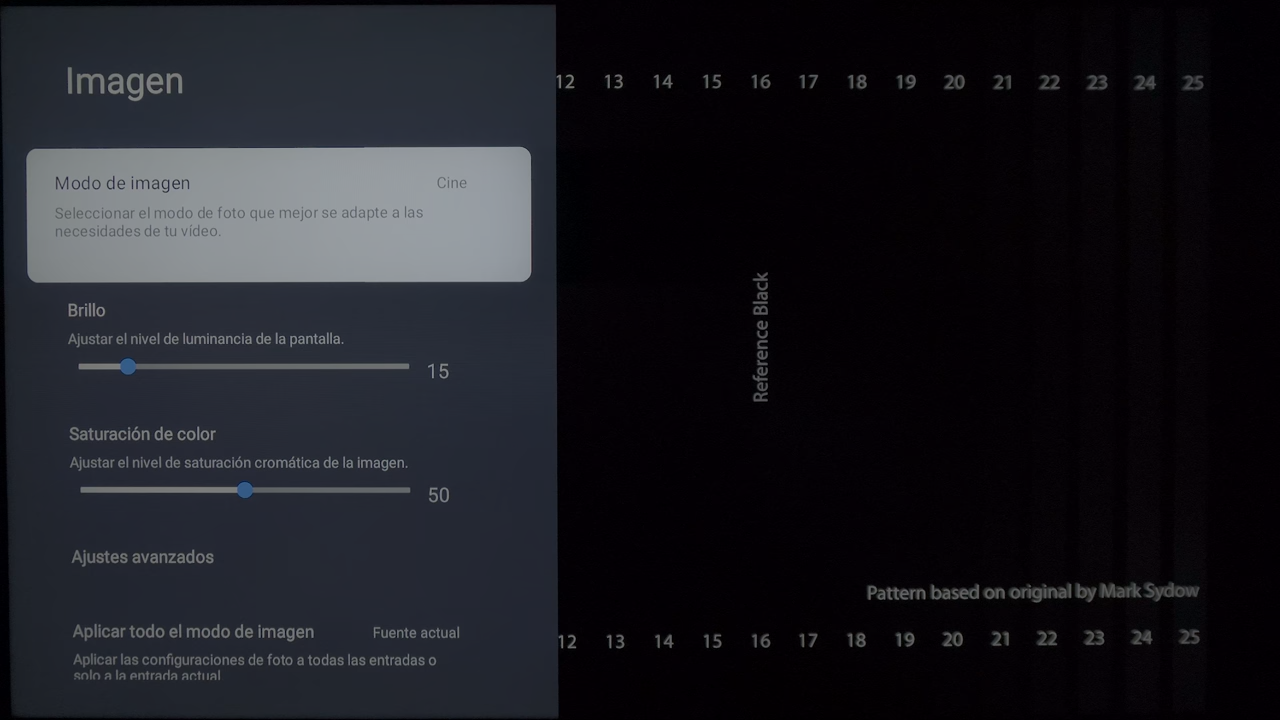 Imagen
Modo de imagen Cine
Seleccionar el modo de foto que mejor se adapte a las
necesidades de tu vídeo.
Brillo
Ajustar el nivel de luminancia de la pantalla.
15
Saturación de color
Ajustar el nivel de saturación cromática de la imagen.
50
Ajustes avanzados
Aplicar todo el modo de imagen Fuente actual
Aplicar las configuraciones de foto a todas las entradas o
solo a la entrada actual
12 13 14 15 16 17 18 19 20 21 22 23 24 25
Reference Black
Pattern based on original by Mark Sydow
12 13 14 15 16 17 18 19 20 21 22 23 24 25